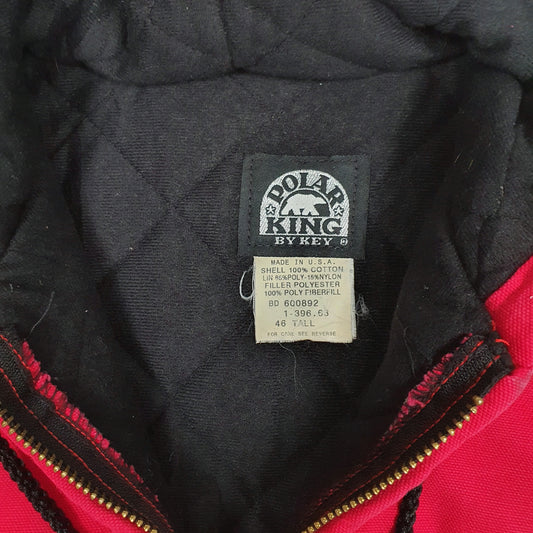 POLAR
KING
BY KEY ®
MADE IN U.S.A.
SHELL 100% COTTON
LIN 85%POLY-15%NYLON
FILLER POLYESTER
100% POLY FIBERFILL
BD 6Q0892
1-396.63
46 TALL
FOR CARE SEE REVERSE